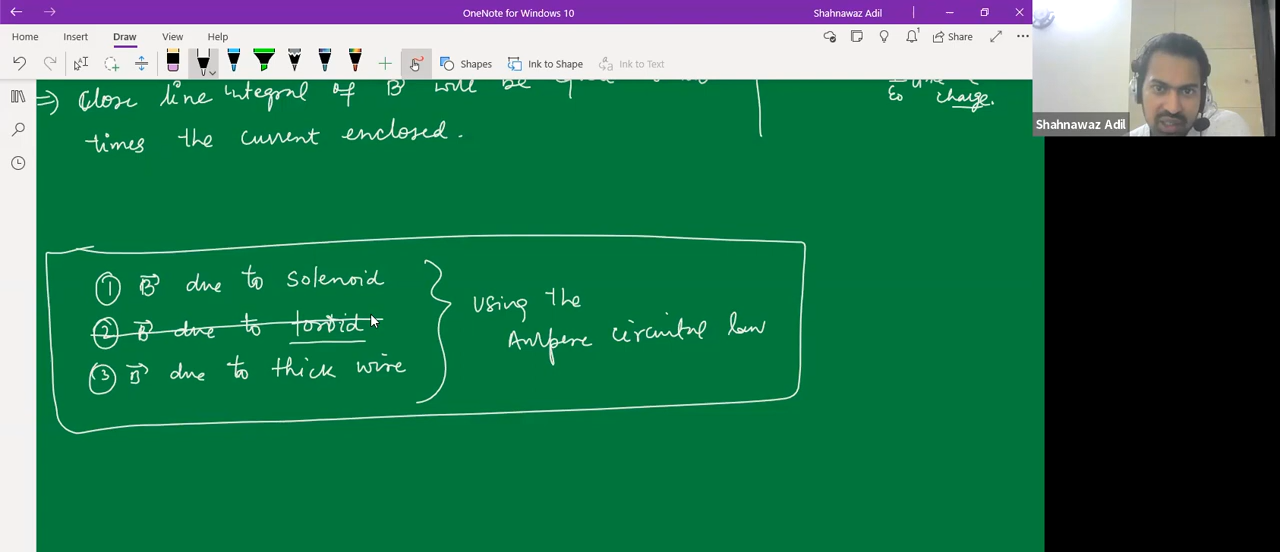 OneNote for Windows 10
Shahnawaz Adil
Home Insert Draw View Help
Share
Shapes Ink to Shape Ink to Text
⇒) Close line integral of B will be
times the current enclosed.
ε0
charge.
Shahnawaz Adil
① B⃗ due to Solenoid
② B⃗ due to toroid
③ B⃗ due to thick wire
Using the
Ampere circuital law